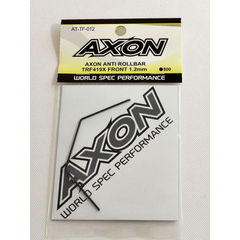 AT-TF-012
AXON
AXON ANTI ROLLBAR
TRF419X FRONT 1.2mm
WORLD SPEC PERFORMANCE
AXON
WORLD SPEC PERFORMANCE